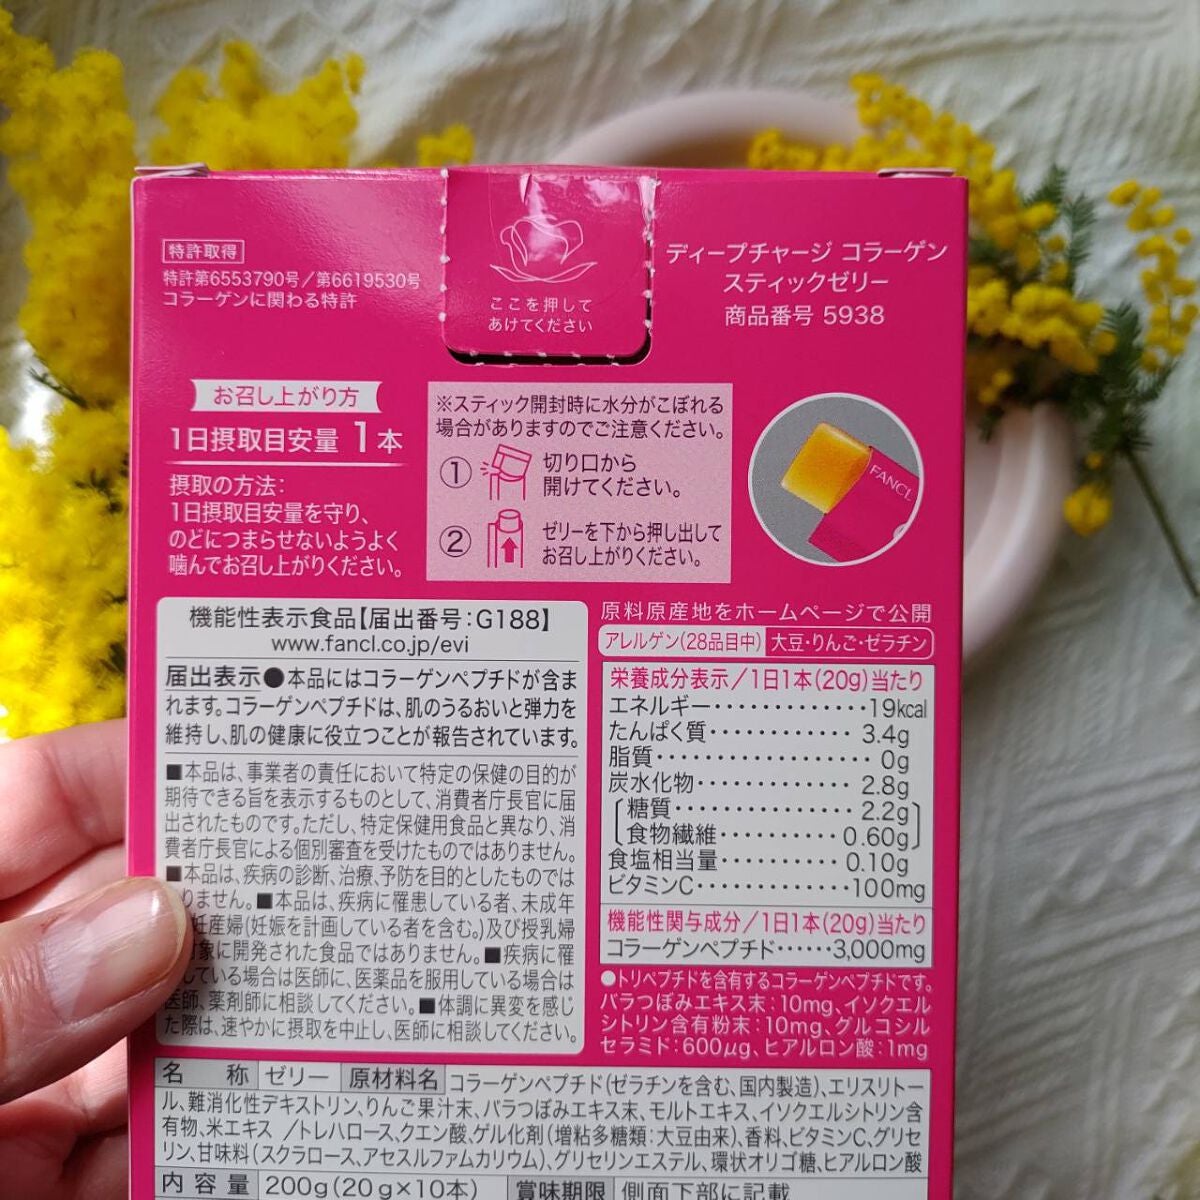 特許取得
特許第6553790号／第6619530号
コラーゲンに関わる特許
ここを押して
あけてください
ディープチャージ コラーゲン
スティックゼリー
商品番号 5938
お召し上がり方
1日摂取目安量 1本
摂取の方法：
1日摂取目安量を守り、
のどにつまらせないようよく
噛んでお召し上がりください。
※スティック開封時に水分がこぼれる
場合がありますのでご注意ください。
① 切り口から
開けてください。
② ゼリーを下から押し出して
お召し上がりください。
FANCL
機能性表示食品【届出番号：G188】
www.fancl.co.jp/evi
届出表示●本品にはコラーゲンペプチドが含ま
れます。コラーゲンペプチドは、肌のうるおいと弾力を
維持し、肌の健康に役立つことが報告されています。
■本品は、事業者の責任において特定の保健の目的が
期待できる旨を表示するものとして、消費者庁長官に届
出されたものです。ただし、特定保健用食品と異なり、消
費者庁長官による個別審査を受けたものではありません。
■本品は、疾病の診断、治療、予防を目的としたものでは
りません。■本品は、疾病に罹患している者、未成年
妊産婦(妊娠を計画している者を含む。)及び授乳婦
対象に開発された食品ではありません。■疾病に罹
している場合は医師に、医薬品を服用している場合は
医師、薬剤師に相談してください。■体調に異変を感じ
た際は、速やかに摂取を中止し、医師に相談してください。
原料原産地をホームページで公開
アレルゲン(28品目中) 大豆・りんご・ゼラチン
栄養成分表示／1日1本(20g)当たり
エネルギー・・・・・・・・・・・・・19kcal
たんぱく質・・・・・・・・・・・・3.4g
脂質・・・・・・・・・・・・・・・・・・0g
炭水化物・・・・・・・・・・・・・2.8g
糖質・・・・・・・・・・・・・・・2.2g
食物繊維・・・・・・・・・・0.60g
食塩相当量・・・・・・・・・・0.10g
ビタミンC・・・・・・・・・・・・・100mg
機能性関与成分／1日1本(20g)当たり
コラーゲンペプチド・・・・・・3,000mg
●トリペプチドを含有するコラーゲンペプチドです。
バラつぼみエキス末：10mg、イソクエル
シトリン含有粉末：10mg、グルコシル
セラミド：600μg、ヒアルロン酸：1mg
名　称 ゼリー 原材料名 コラーゲンペプチド(ゼラチンを含む、国内製造)、エリスリトー
ル、難消化性デキストリン、りんご果汁末、バラつぼみエキス末、モルトエキス、イソクエルシトリン含
有物、米エキス ／トレハロース、クエン酸、ゲル化剤(増粘多糖類：大豆由来)、香料、ビタミンC、グリセ
リン、甘味料(スクラロース、アセスルファムカリウム)、グリセリンエステル、環状オリゴ糖、ヒアルロン酸
内容量 200g(20g×10本) 賞味期限 側面下部に記載